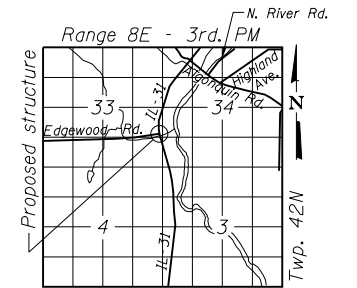 N. River Rd.
Range 8E - 3rd. PM
Algonquin Rd.
Highland
Ave.
N
IL 31
33
34
Edgewood Rd.
Proposed structure
4
3
IL 31
Twp. 42N